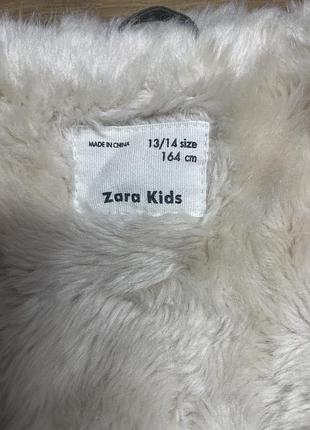 MADE IN CHINA
13/14 size
164 cm
Zara Kids